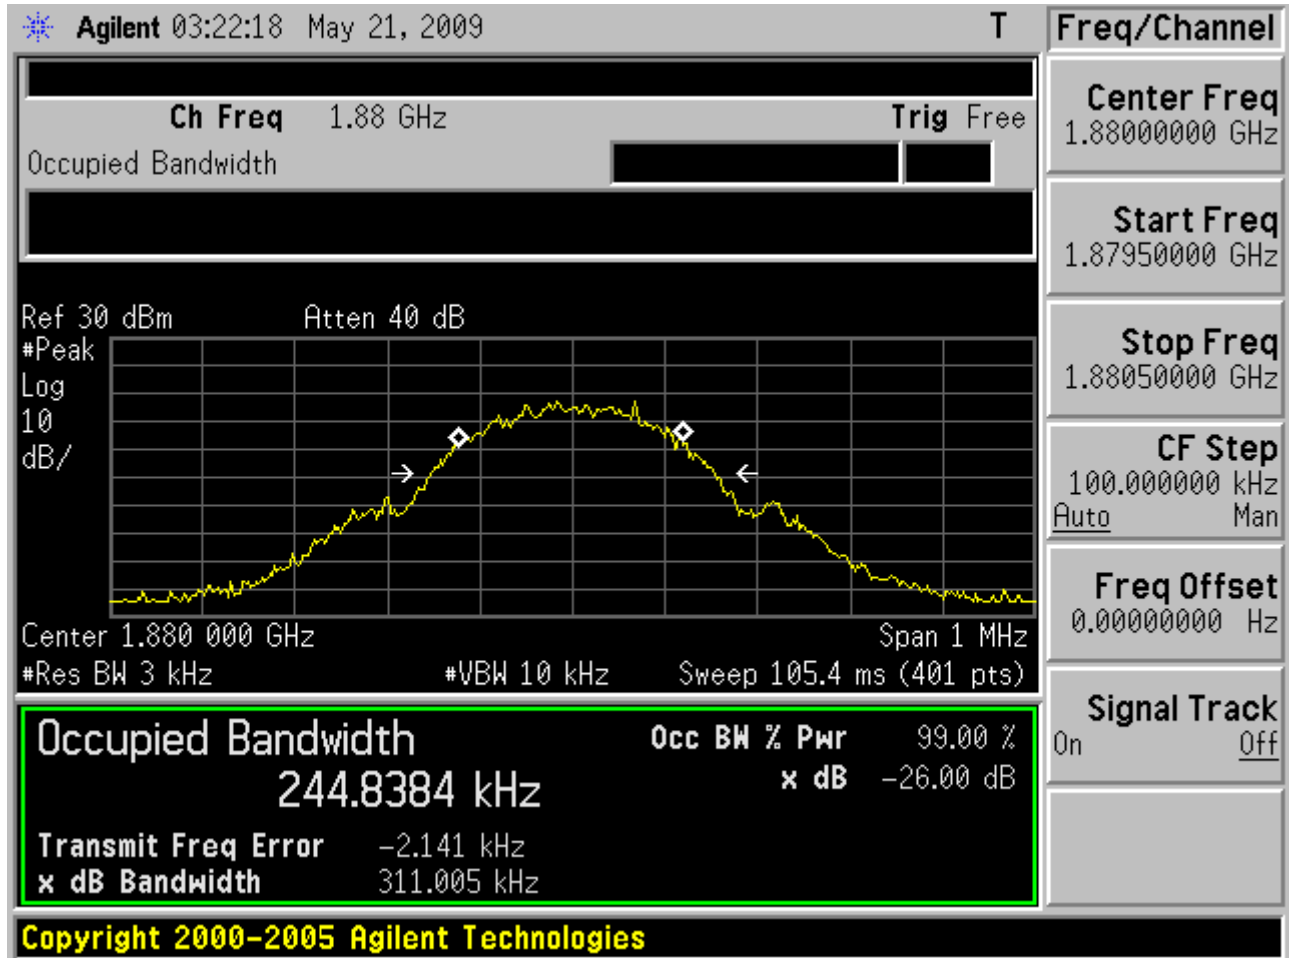 Agilent 03:22:18 May 21, 2009 T
Freq/Channel
Ch Freq 1.88 GHz Trig Free
Occupied Bandwidth
Center Freq
1.88000000 GHz
Start Freq
1.87950000 GHz
Stop Freq
1.88050000 GHz
CF Step
100.000000 kHz
Auto Man
Freq Offset
0.00000000 Hz
Signal Track
On Off
Ref 30 dBm Atten 40 dB
#Peak
Log
10
dB/
Center 1.880 000 GHz Span 1 MHz
#Res BW 3 kHz #VBW 10 kHz Sweep 105.4 ms (401 pts)
Occupied Bandwidth Occ BW % Pwr 99.00 %
244.8384 kHz x dB -26.00 dB
Transmit Freq Error -2.141 kHz
x dB Bandwidth 311.005 kHz
Copyright 2000-2005 Agilent Technologies